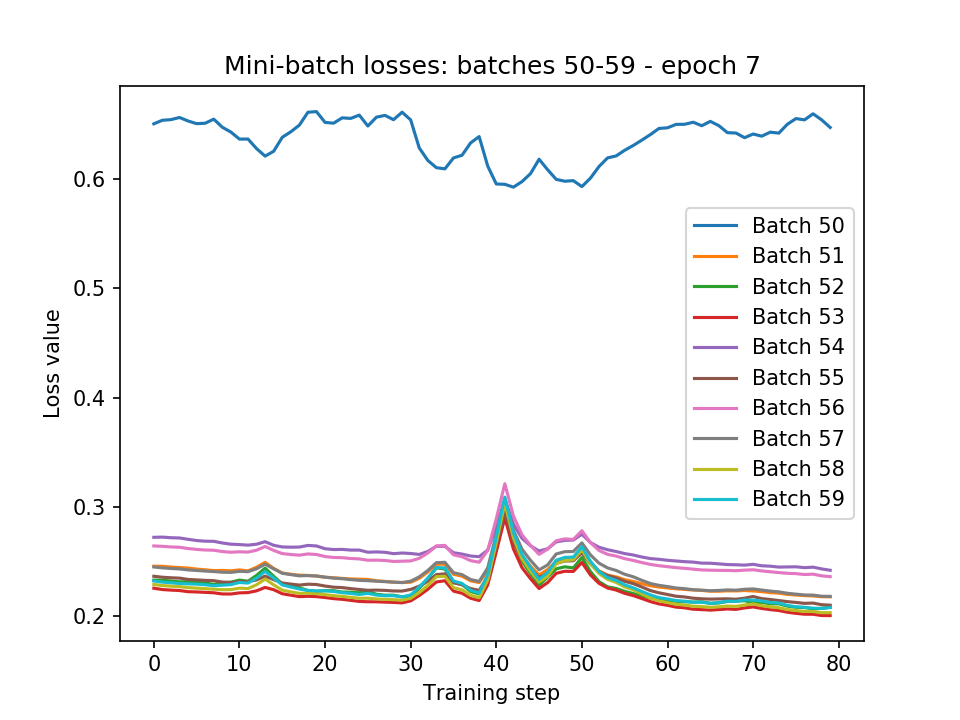 Mini-batch losses: batches 50-59 - epoch 7
Loss value
0.6
0.5
0.4
0.3
0.2
Batch 50
Batch 51
Batch 52
Batch 53
Batch 54
Batch 55
Batch 56
Batch 57
Batch 58
Batch 59
0 10 20 30 40 50 60 70 80
Training step